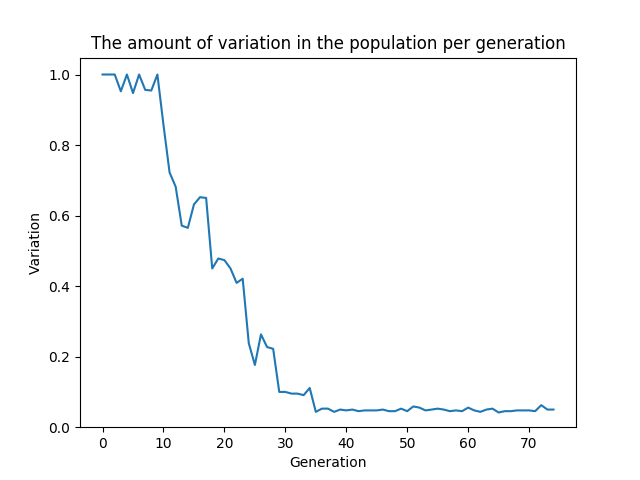 The amount of variation in the population per generation
1.0
0.8
0.6
0.4
0.2
0.0
Variation
0 10 20 30 40 50 60 70
Generation